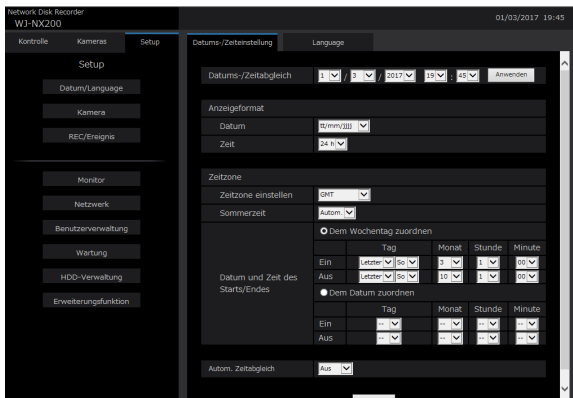 Network Disk Recorder
WJ-NX200
01/03/2017 19:45
Kontrolle Kameras Setup
Datums-/Zeiteinstellung Language
Setup
Datum/Language
Kamera
REC/Ereignis
Monitor
Netzwerk
Benutzerverwaltung
Wartung
HDD-Verwaltung
Erweiterungsfunktion
Datums-/Zeitabgleich 1 / 3 / 2017 19 : 45 Anwenden
Anzeigeformat
Datum tt/mm/jjjj
Zeit 24 h
Zeitzone
Zeitzone einstellen GMT
Sommerzeit Autom.
Datum und Zeit des
Starts/Endes
Dem Wochentag zuordnen
Tag Monat Stunde Minute
Ein Letzter So 3 1 00
Aus Letzter So 10 1 00
Dem Datum zuordnen
Tag Monat Stunde Minute
Ein -- -- -- --
Aus -- -- -- --
Autom. Zeitabgleich Aus